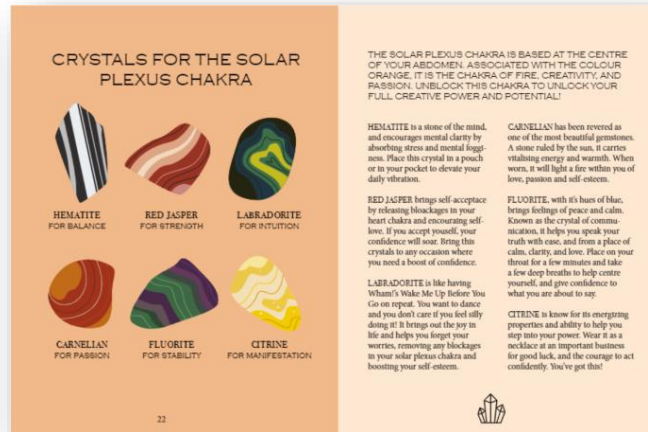 CRYSTALS FOR THE SOLAR
PLEXUS CHAKRA
HEMATITE
FOR BALANCE
RED JASPER
FOR STRENGTH
LABRADORITE
FOR INTUITION
CARNELIAN
FOR PASSION
FLUORITE
FOR STABILITY
CITRINE
FOR MANIFESTATION
22
THE SOLAR PLEXUS CHAKRA IS BASED AT THE CENTRE
OF YOUR ABDOMEN. ASSOCIATED WITH THE COLOUR
ORANGE, IT IS THE CHAKRA OF FIRE, CREATIVITY, AND
PASSION. UNBLOCK THIS CHAKRA TO UNLOCK YOUR
FULL CREATIVE POWER AND POTENTIAL!
HEMATITE is a stone of the mind,
and encourages mental clarity by
absorbing stress and mental foggi-
ness. Place this crystal in a pouch
or in your pocket to elevate your
daily vibration.
RED JASPER brings self-acceptance
by releasing bloackages in your
heart chakra and encouraing self-
love. If you accept youself, your
confidence will soar. Bring this
crystals to any occasion where
you need a boost of confidence.
LABRADORITE is like having
Wham!'s Wake Me Up Before You
Go on repeat. You want to dance
and you don't care if you feel silly
doing it! It brings out the joy in
life and helps you forget your
worries, removing any blockages
in your solar plexus chakra and
boosting your self-esteem.
CARNELIAN has been revered as
one of the most beautiful gemstones.
A stone ruled by the sun, it carries
vitalising energy and warmth. When
worn, it will light a fire within you of
love, passion and self-esteem.
FLUORITE, with it's hues of blue,
brings feelings of peace and calm.
Known as the crystal of commu-
nication, it helps you speak your
truth with ease, and from a place of
calm, clarity, and love. Place on your
throat for a few minutes and take
a few deep breaths to help centre
yourself, and give confidence to
what you are about to say.
CITRINE is know for its energizing
properties and ability to help you
step into your power. Wear it as a
necklace at an important business
for good luck, and the courage to act
confidently. You've got this!